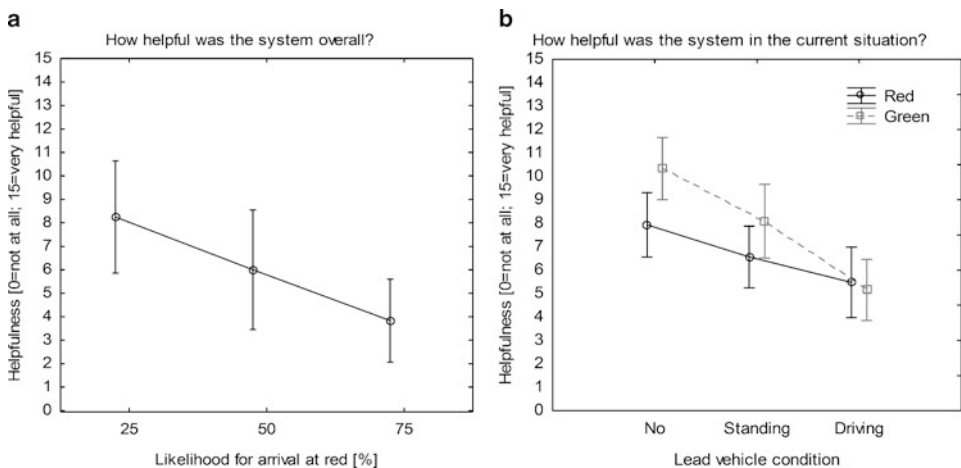 a
How helpful was the system overall?
Helpfulness [0=not at all; 15=very helpful]
15
14
13
12
11
10
9
8
7
6
5
4
3
2
1
0
25 50 75
Likelihood for arrival at red [%]
b
How helpful was the system in the current situation?
Helpfulness [0=not at all; 15=very helpful]
15
14
13
12
11
10
9
8
7
6
5
4
3
2
1
0
Red
Green
No Standing Driving
Lead vehicle condition